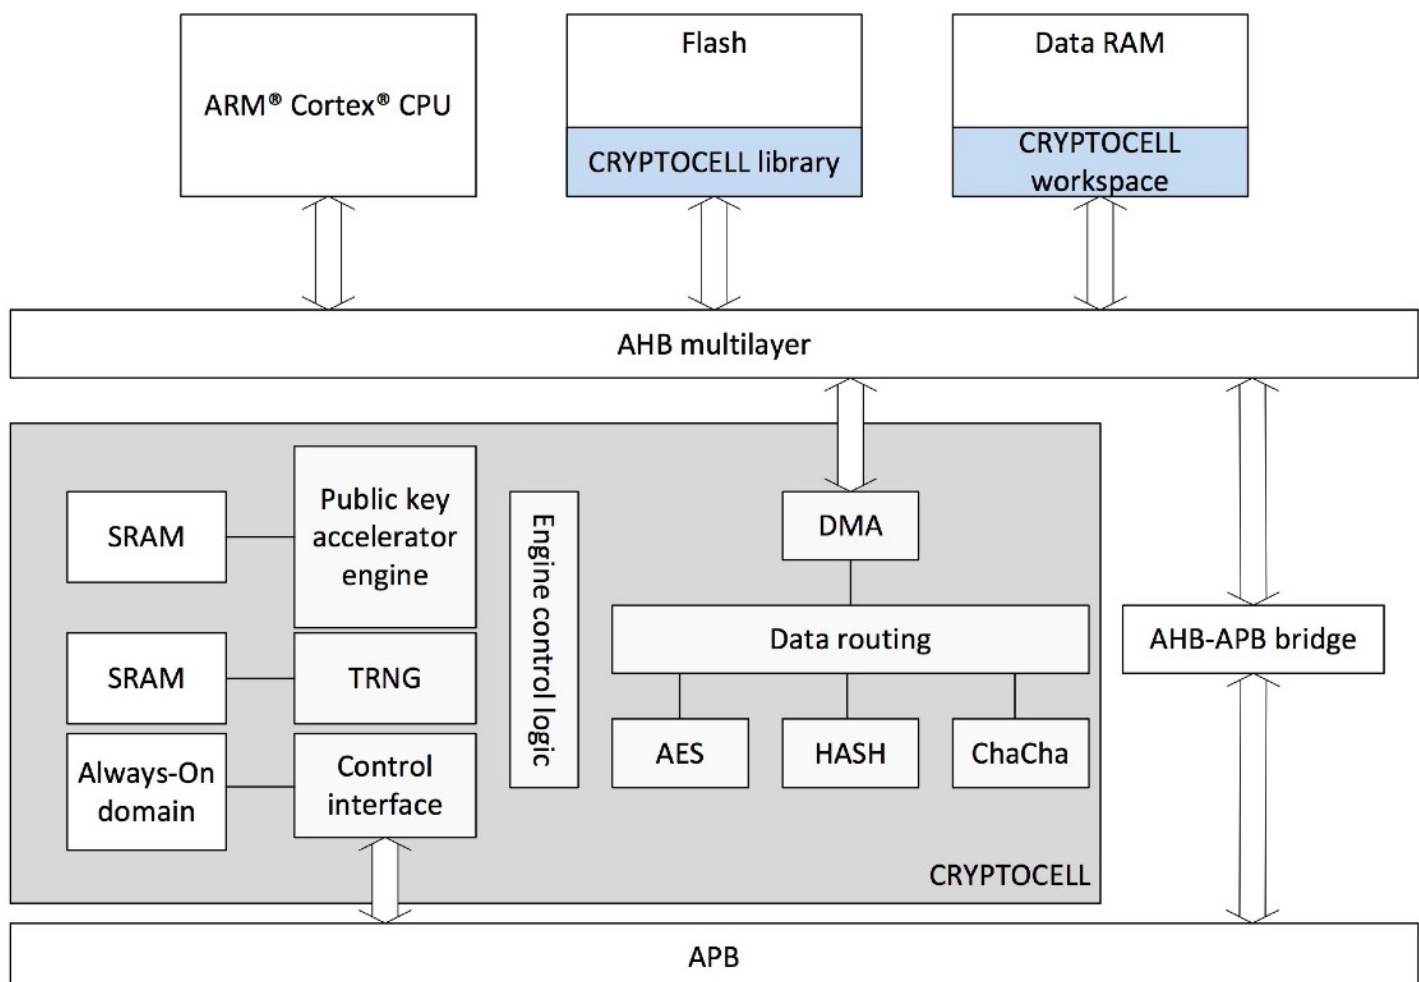 ARM® Cortex® CPU
Flash
CRYPTOCELL library
Data RAM
CRYPTOCELL
workspace
AHB multilayer
SRAM
Public key
accelerator
engine
Engine control logic
DMA
Data routing
AHB-APB bridge
SRAM
TRNG
AES
HASH
ChaCha
Always-On
domain
Control
interface
CRYPTOCELL
APB